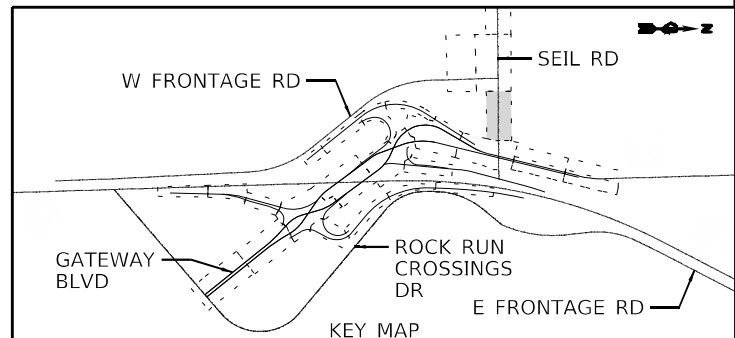 Z
SEIL RD
W FRONTAGE RD
GATEWAY
BLVD
ROCK RUN
CROSSINGS
DR
E FRONTAGE RD
KEY MAP